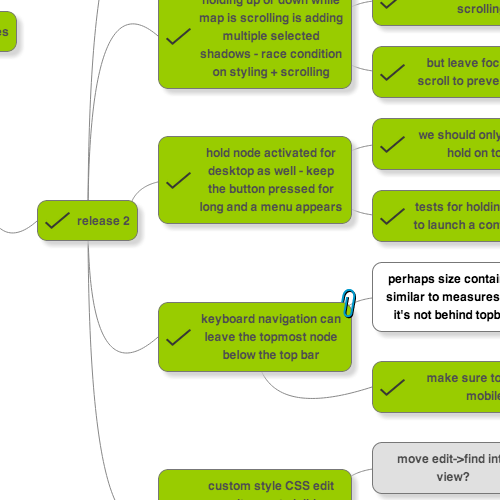 es
holding up or down while
map is scrolling is adding
multiple selected
shadows - race condition
on styling + scrolling
scrolling
but leave foc
scroll to preve
hold node activated for
desktop as well - keep
the button pressed for
long and a menu appears
we should only
hold on to
tests for holdin
to launch a con
release 2
keyboard navigation can
leave the topmost node
below the top bar
perhaps size contai
similar to measures
it's not behind topb
make sure to
mobile
custom style CSS edit
move edit->find int
view?